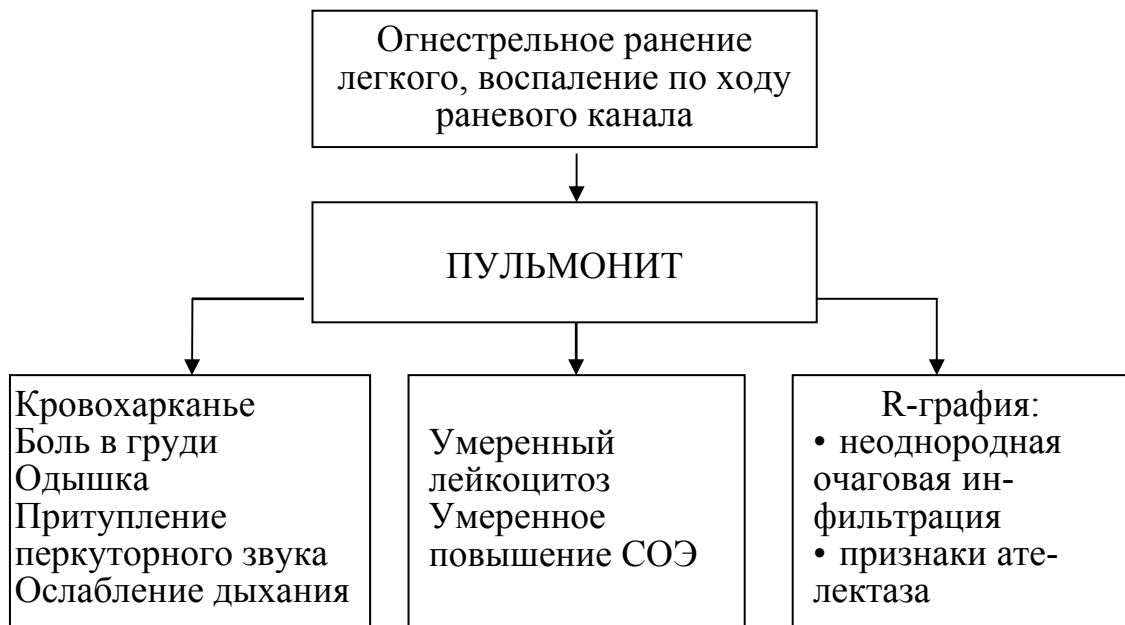 Огнестрельное ранение
легкого, воспаление по ходу
раневого канала
ПУЛЬМОНИТ
Кровохарканье
Боль в груди
Одышка
Притупление
перкуторного звука
Ослабление дыхания
Умеренный
лейкоцитоз
Умеренное
повышение СОЭ
R-графия:
• неоднородная
очаговая ин-
фильтрация
• признаки ате-
лектаза